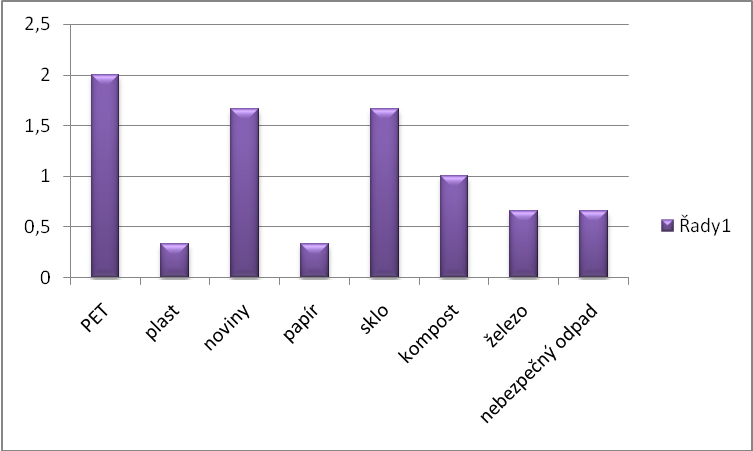 2,5
2
1,5
1
0,5
0
PET
plast
noviny
papír
sklo
kompost
železo
nebezpečný odpad
Řady1